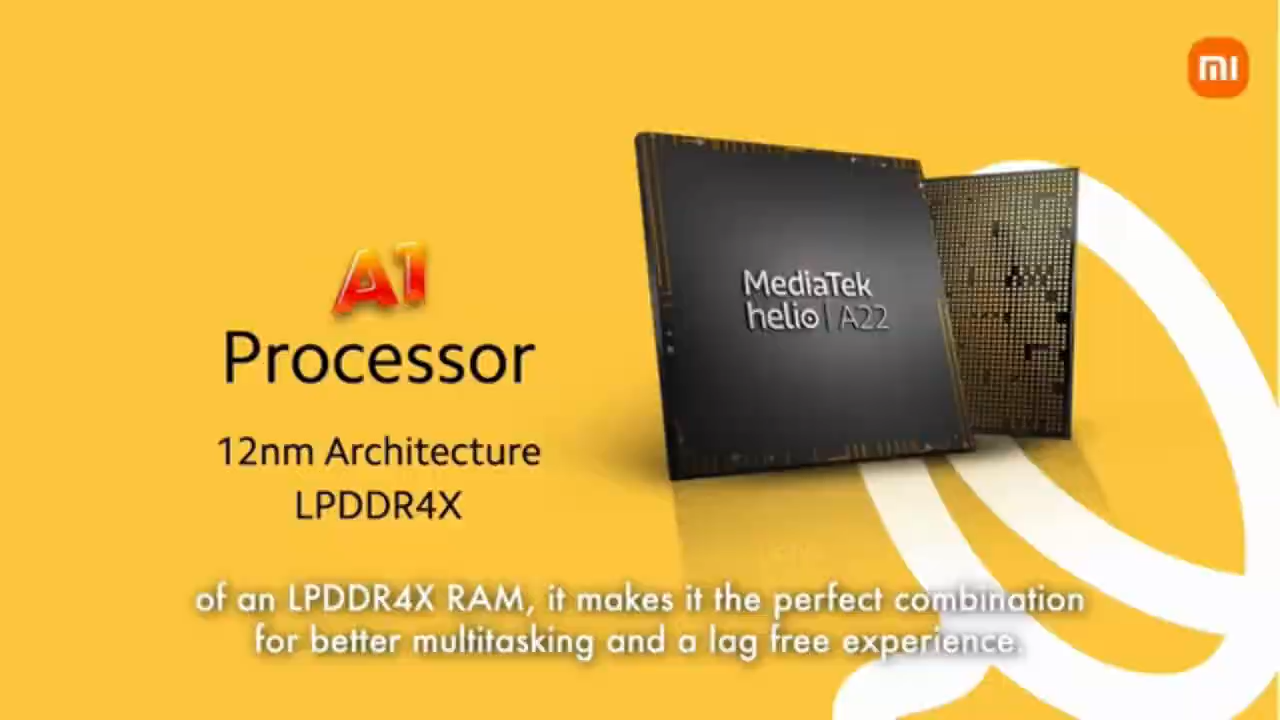 mi
A1
Processor
12nm Architecture
LPDDR4X
MediaTek
helio | A22
of an LPDDR4X RAM, it makes it the perfect combination
for better multitasking and a lag free experience.